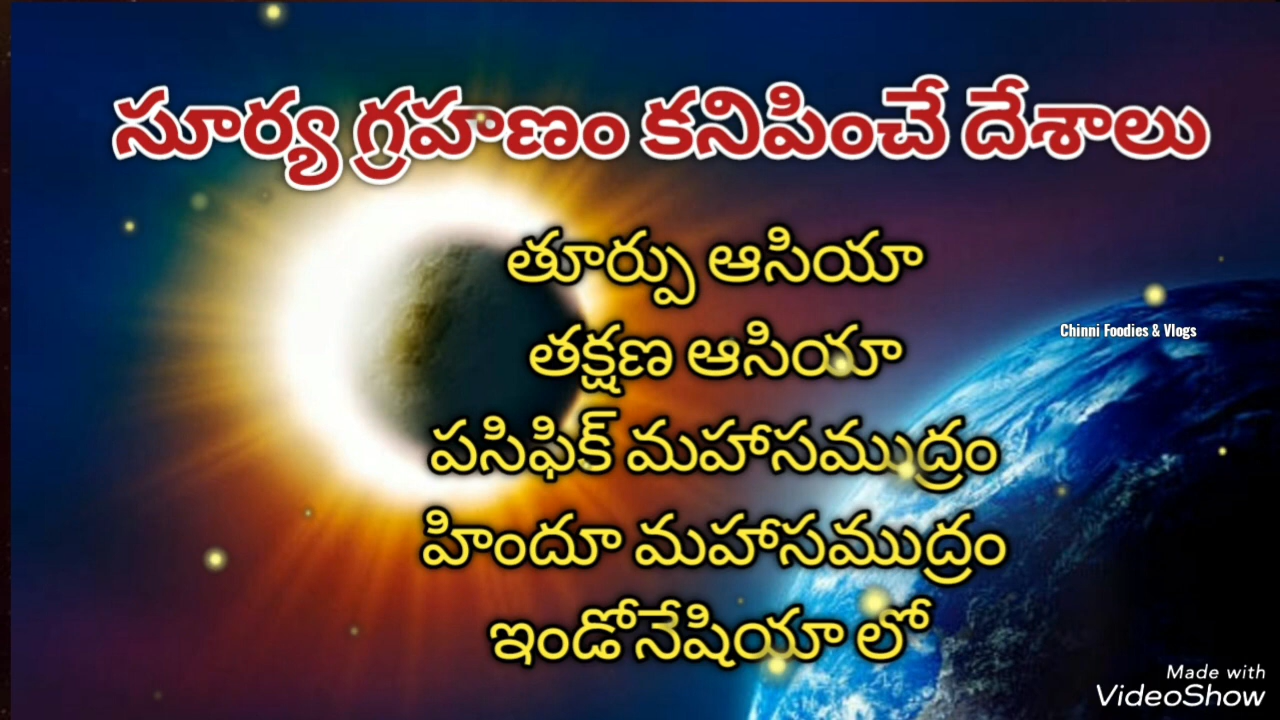 సూర్య గ్రహణం కనిపించే దేశాలు
తూర్పు ఆసియా
తక్షణ ఆసియా
Chinni Foodies & Vlogs
పసిఫిక్ మహాసముద్రం
హిందూ మహాసముద్రం
ఇండోనేషియా లో
Made with
VideoShow